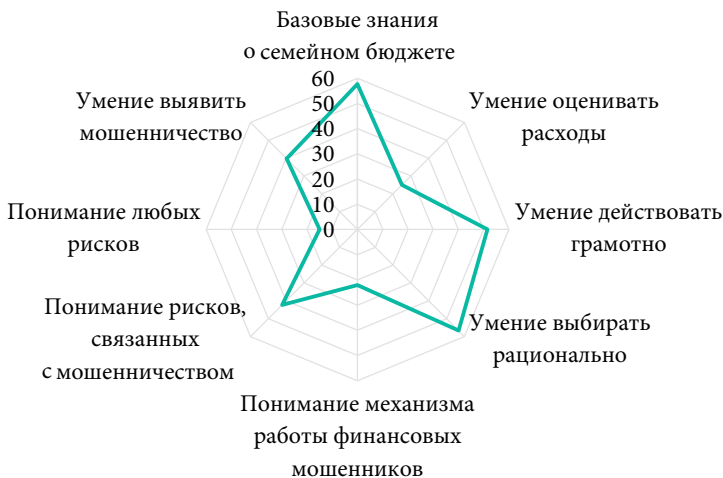 Базовые знания
о семейном бюджете
Умение оценивать
расходы
Умение действовать
грамотно
Умение выбирать
рационально
Понимание механизма
работы финансовых
мошенников
Понимание рисков,
связанных
с мошенничеством
Понимание любых
рисков
Умение выявить
мошенничество
60
50
40
30
20
10
0